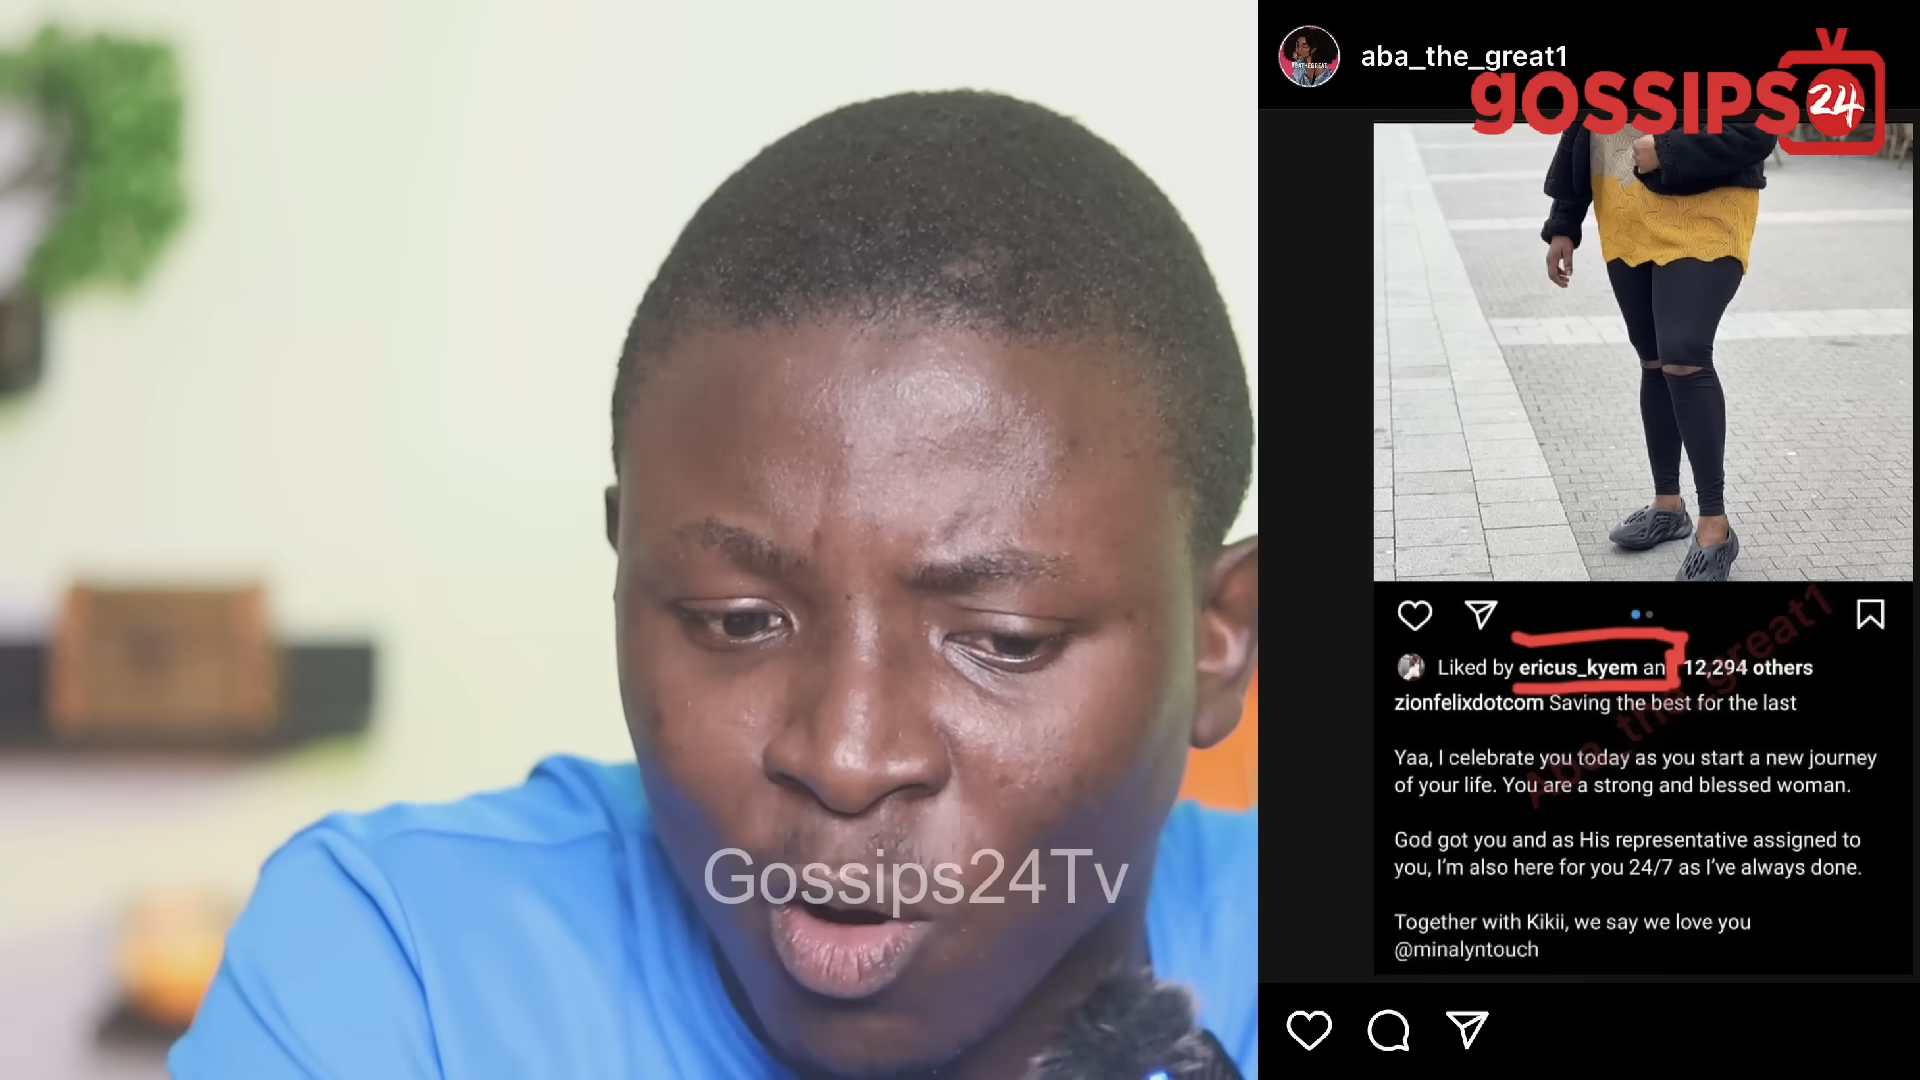 aba_the_great1
gOSSIPS24
Liked by ericus_kyem an 12,294 others
zionfelixdotcom Saving the best for the last
Yaa, I celebrate you today as you start a new journey
of your life. You are a strong and blessed woman.
God got you and as His representative assigned to
you, I'm also here for you 24/7 as I've always done.
Together with Kikii, we say we love you
@minalyntouch
Aba_the_great1
Gossips24Tv